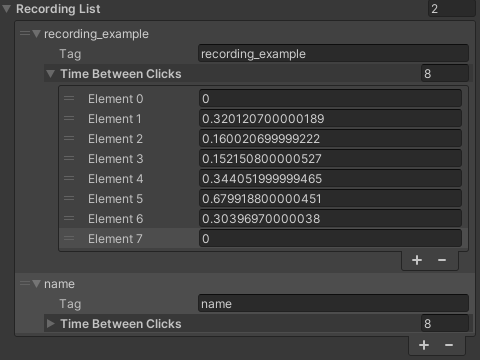 Recording List 2
recording_example
Tag recording_example
Time Between Clicks 8
Element 0 0
Element 1 0.320120700000189
Element 2 0.160020699999222
Element 3 0.152150800000527
Element 4 0.344051999999465
Element 5 0.679918800000451
Element 6 0.30396970000038
Element 7 0
+ −
name
Tag name
Time Between Clicks 8
+ −